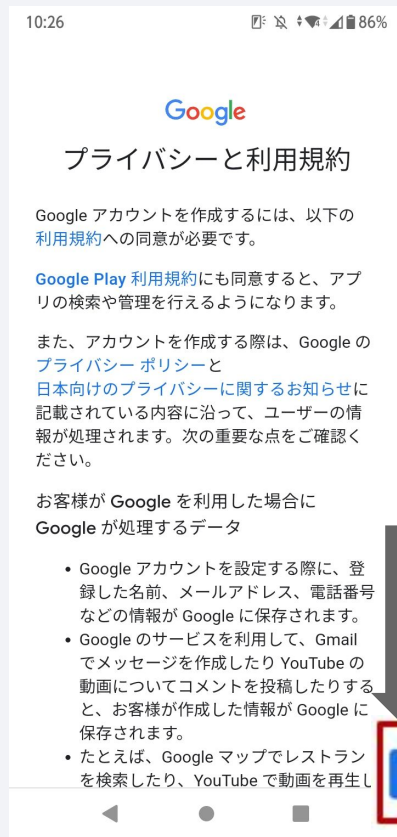 10:26
86%
Google
プライバシーと利用規約
Google アカウントを作成するには、以下の
利用規約への同意が必要です。
Google Play 利用規約にも同意すると、アプ
リの検索や管理を行えるようになります。
また、アカウントを作成する際は、Google の
プライバシー ポリシーと
日本向けのプライバシーに関するお知らせに
記載されている内容に沿って、ユーザーの情
報が処理されます。次の重要な点をご確認く
ださい。
お客様が Google を利用した場合に
Google が処理するデータ
• Google アカウントを設定する際に、登
録した名前、メールアドレス、電話番号
などの情報が Google に保存されます。
• Google のサービスを利用して、Gmail
でメッセージを作成したり YouTube の
動画についてコメントを投稿したりする
と、お客様が作成した情報が Google に
保存されます。
• たとえば、Google マップでレストラン
を検索したり、YouTube で動画を再生し